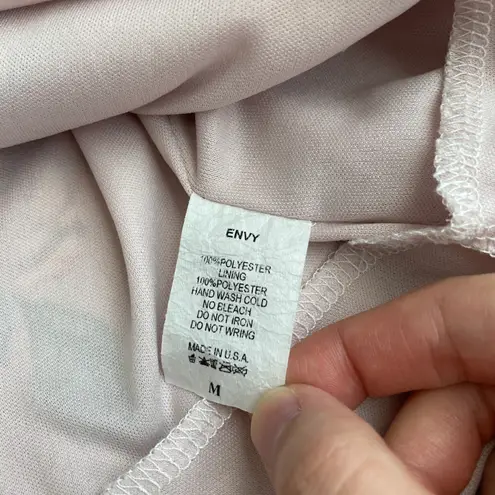 ENVY
100%POLYESTER
LINING
100%POLYESTER
HAND WASH COLD
NO BLEACH
DO NOT IRON
DO NOT WRING
MADE IN U.S.A.
M